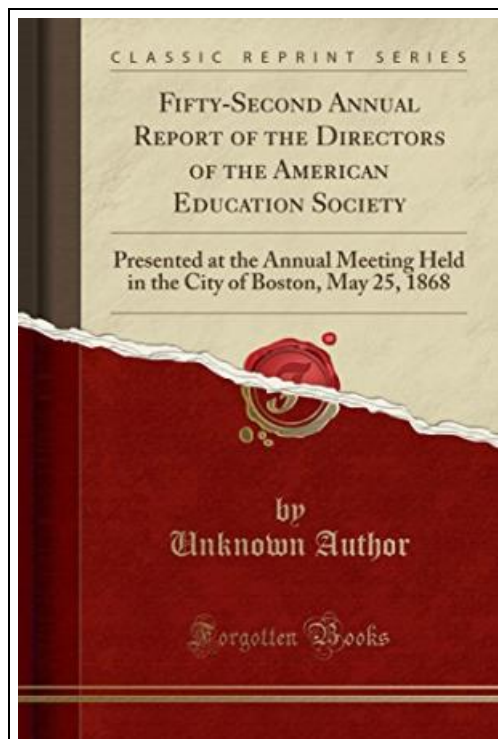 CLASSIC REPRINT SERIES
FIFTY-SECOND ANNUAL
REPORT OF THE DIRECTORS
OF THE AMERICAN
EDUCATION SOCIETY
Presented at the Annual Meeting Held
in the City of Boston, May 25, 1868
F
by
Unknown Author
Forgotten Books